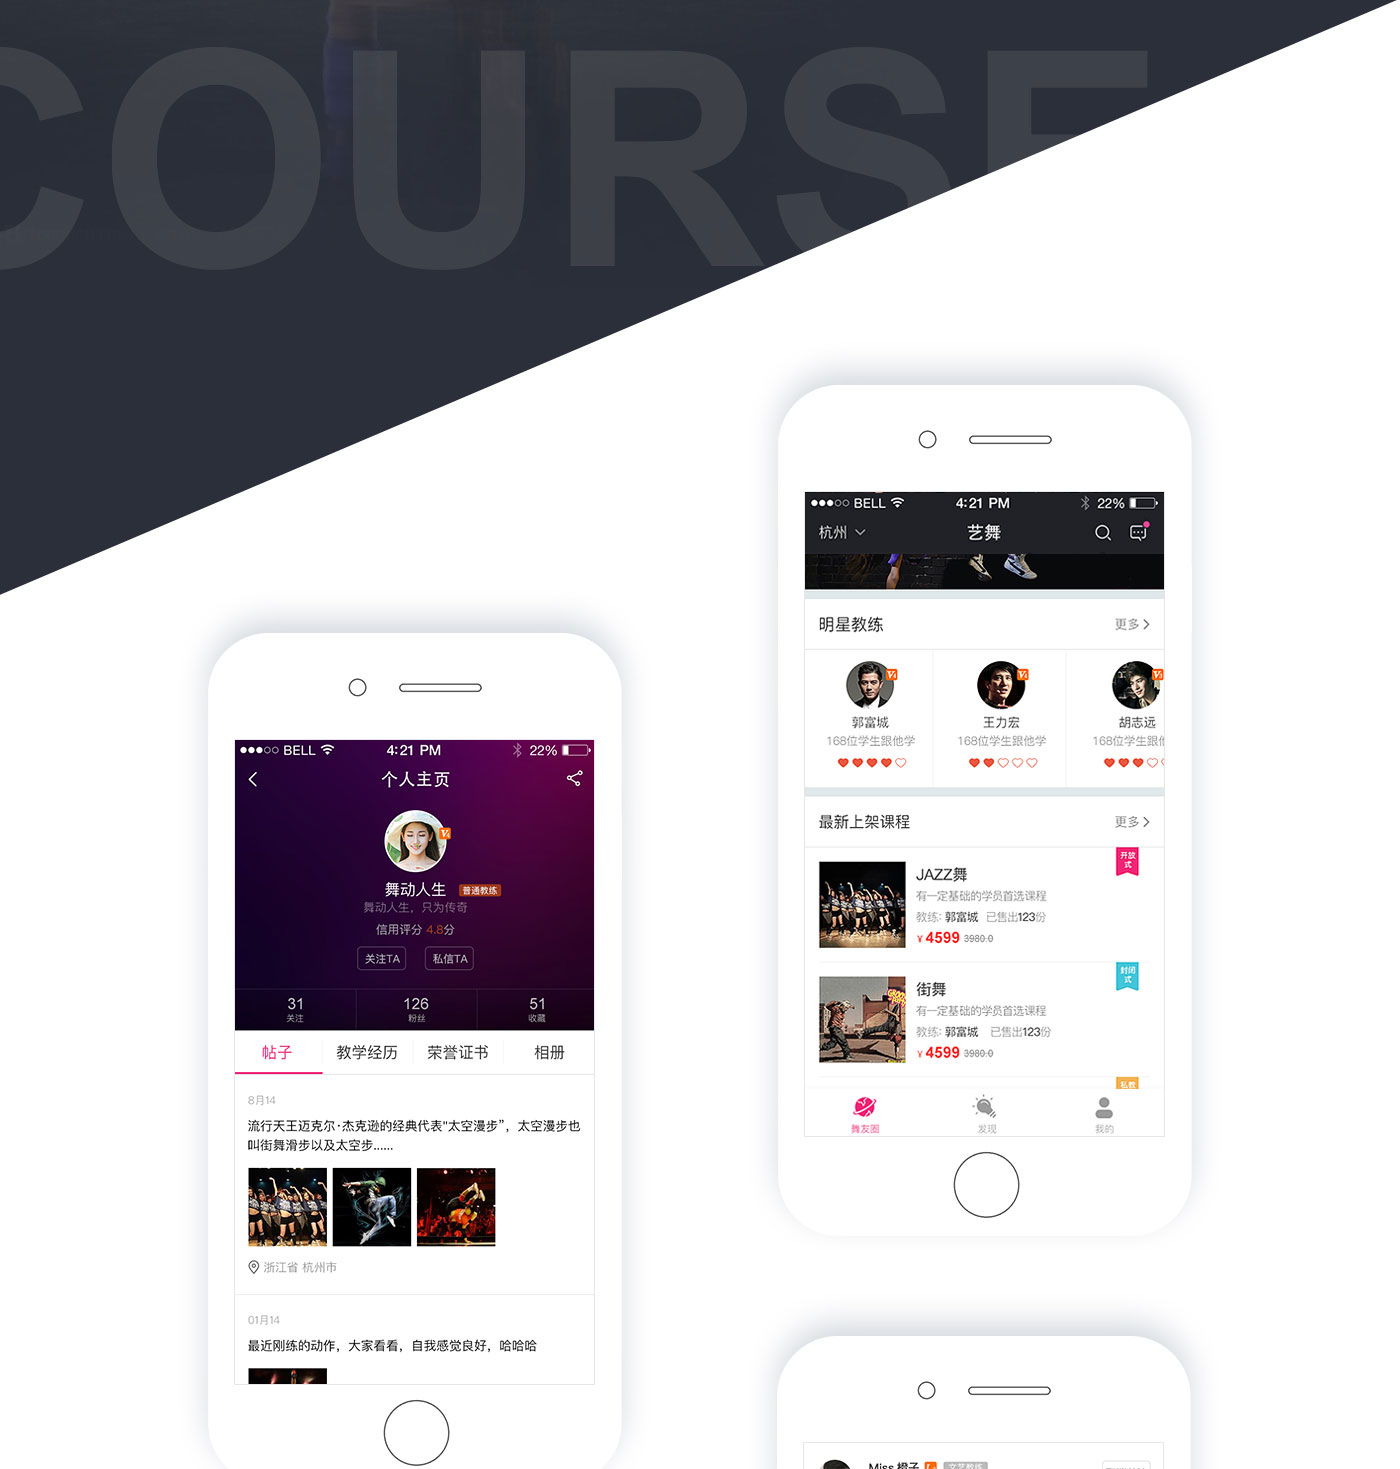 COURSE
BELL 4:21 PM 22%
杭州 艺舞
明星教练 更多
郭富城 王力宏 胡志远
168位学生跟他学 168位学生跟他学 168位学生跟
最新上架课程 更多
开放式
JAZZ舞
有一定基础的学员首选课程
教练: 郭富城 已售出123份
¥ 4599 3980.0
封闭式
街舞
有一定基础的学员首选课程
教练: 郭富城 已售出123份
¥ 4599 3980.0
私教
舞友圈 发现 我的
BELL 4:21 PM 22%
个人主页
舞动人生 普通教练
舞动人生，只为传奇
信用评分 4.8分
关注TA 私信TA
31 126 51
关注 粉丝 收藏
帖子 教学经历 荣誉证书 相册
8月14
流行天王迈克尔·杰克逊的经典代表"太空漫步”，太空漫步也
叫街舞滑步以及太空步......
浙江省 杭州市
01月14
最近刚练的动作，大家看看，自我感觉良好，哈哈哈
Miss 橙子 文艺教练